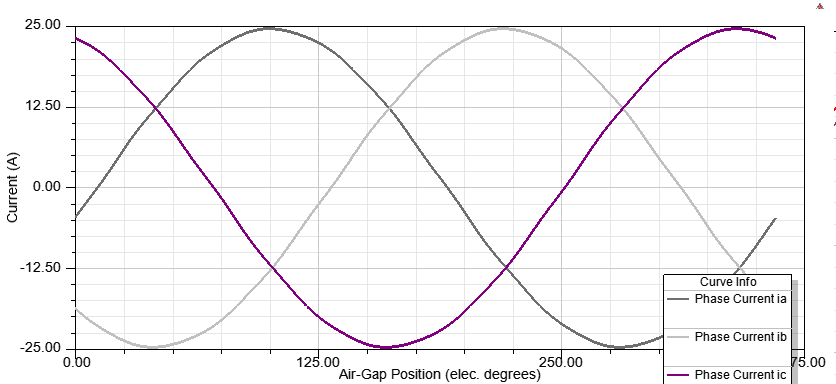 25.00
12.50
0.00
-12.50
-25.00
Current (A)
0.00
125.00
250.00
75.00
Air-Gap Position (elec. degrees)
Curve Info
Phase Current ia
Phase Current ib
Phase Current ic